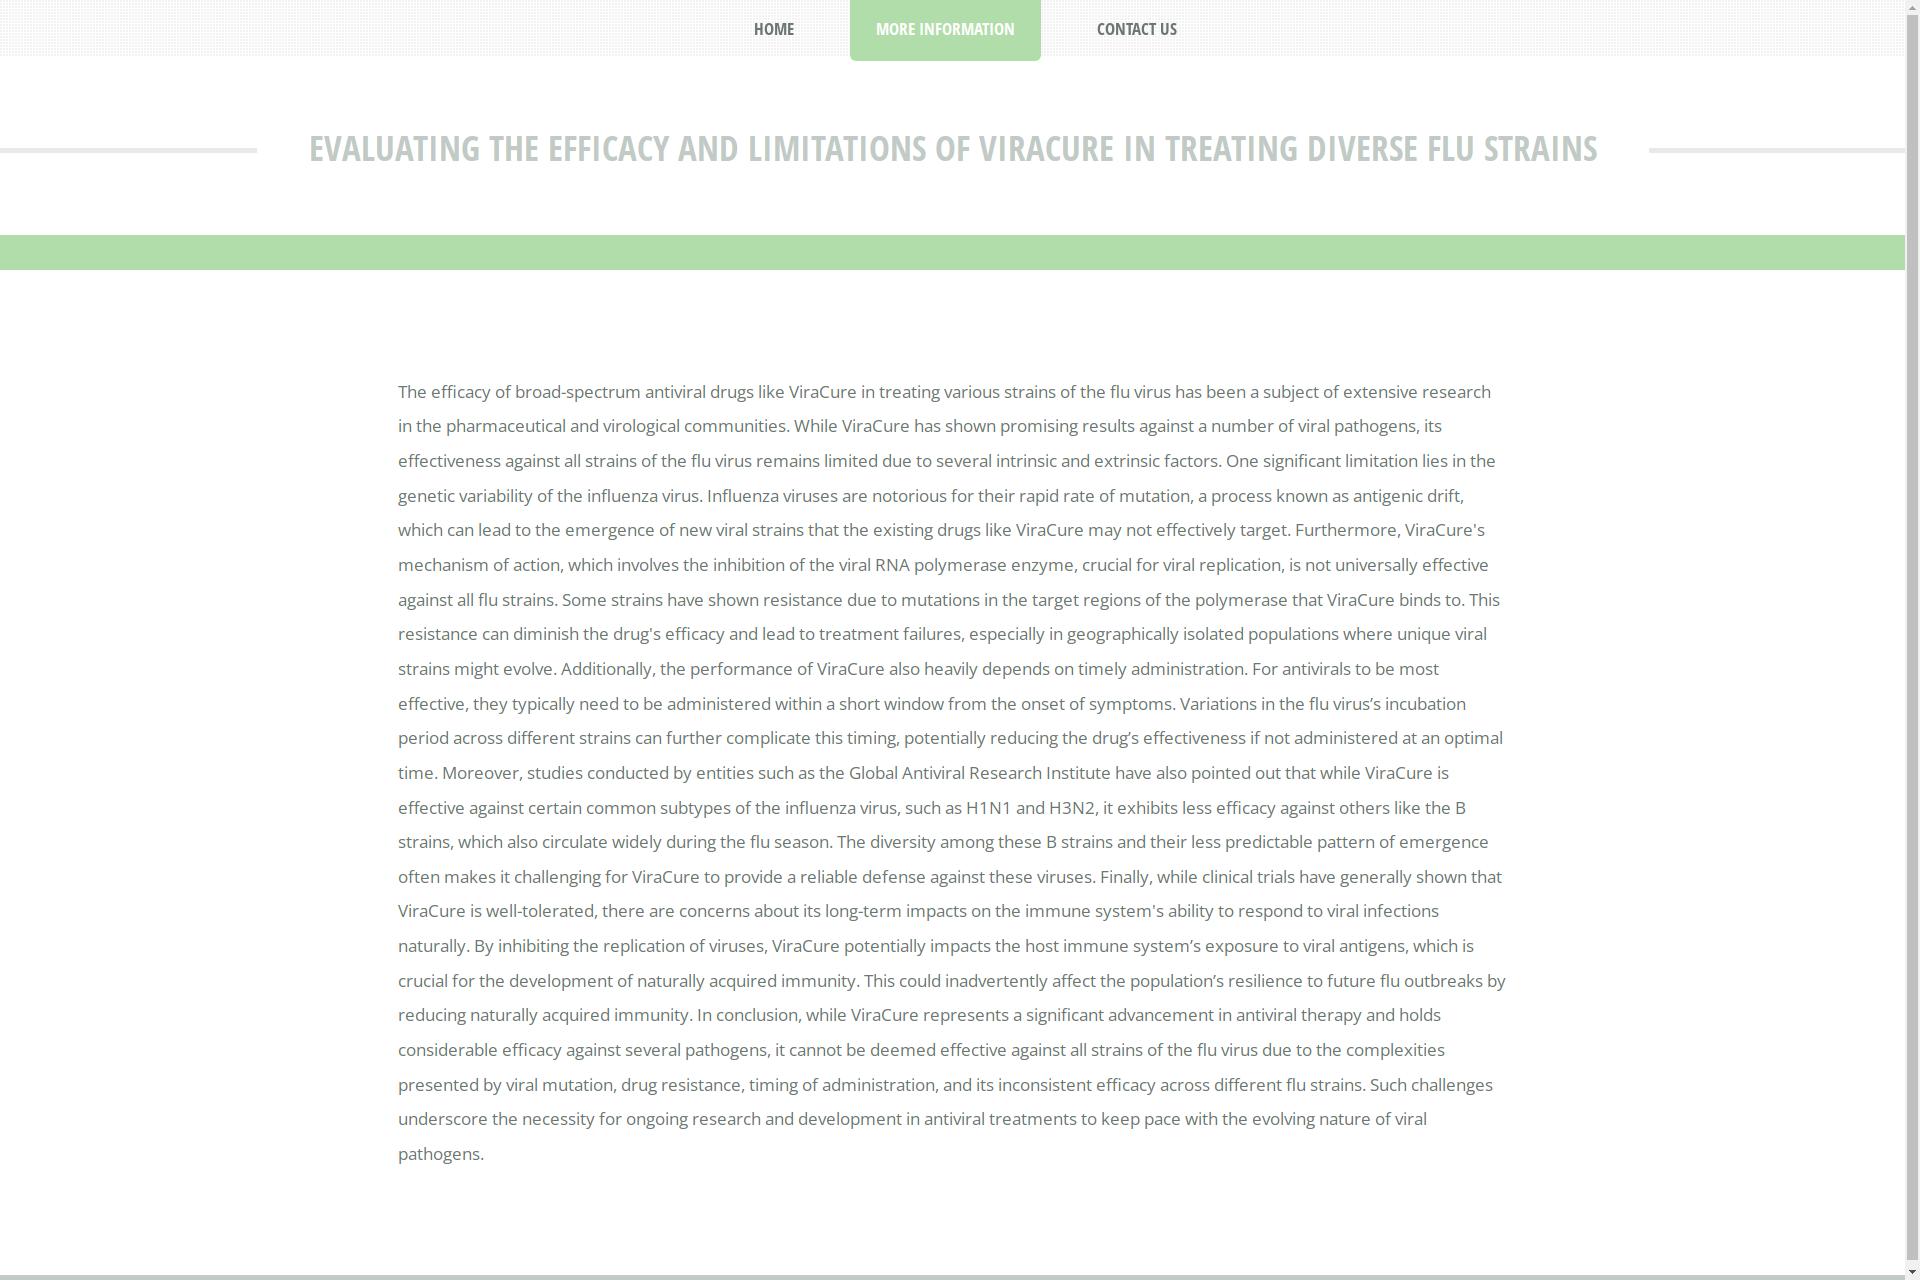 HOME
MORE INFORMATION
CONTACT US
EVALUATING THE EFFICACY AND LIMITATIONS OF VIRACURE IN TREATING DIVERSE FLU STRAINS
The efficacy of broad-spectrum antiviral drugs like ViraCure in treating various strains of the flu virus has been a subject of extensive research
in the pharmaceutical and virological communities. While ViraCure has shown promising results against a number of viral pathogens, its
effectiveness against all strains of the flu virus remains limited due to several intrinsic and extrinsic factors. One significant limitation lies in the
genetic variability of the influenza virus. Influenza viruses are notorious for their rapid rate of mutation, a process known as antigenic drift,
which can lead to the emergence of new viral strains that the existing drugs like ViraCure may not effectively target. Furthermore, ViraCure's
mechanism of action, which involves the inhibition of the viral RNA polymerase enzyme, crucial for viral replication, is not universally effective
against all flu strains. Some strains have shown resistance due to mutations in the target regions of the polymerase that ViraCure binds to. This
resistance can diminish the drug's efficacy and lead to treatment failures, especially in geographically isolated populations where unique viral
strains might evolve. Additionally, the performance of ViraCure also heavily depends on timely administration. For antivirals to be most
effective, they typically need to be administered within a short window from the onset of symptoms. Variations in the flu virus’s incubation
period across different strains can further complicate this timing, potentially reducing the drug’s effectiveness if not administered at an optimal
time. Moreover, studies conducted by entities such as the Global Antiviral Research Institute have also pointed out that while ViraCure is
effective against certain common subtypes of the influenza virus, such as H1N1 and H3N2, it exhibits less efficacy against others like the B
strains, which also circulate widely during the flu season. The diversity among these B strains and their less predictable pattern of emergence
often makes it challenging for ViraCure to provide a reliable defense against these viruses. Finally, while clinical trials have generally shown that
ViraCure is well-tolerated, there are concerns about its long-term impacts on the immune system's ability to respond to viral infections
naturally. By inhibiting the replication of viruses, ViraCure potentially impacts the host immune system’s exposure to viral antigens, which is
crucial for the development of naturally acquired immunity. This could inadvertently affect the population’s resilience to future flu outbreaks by
reducing naturally acquired immunity. In conclusion, while ViraCure represents a significant advancement in antiviral therapy and holds
considerable efficacy against several pathogens, it cannot be deemed effective against all strains of the flu virus due to the complexities
presented by viral mutation, drug resistance, timing of administration, and its inconsistent efficacy across different flu strains. Such challenges
underscore the necessity for ongoing research and development in antiviral treatments to keep pace with the evolving nature of viral
pathogens.